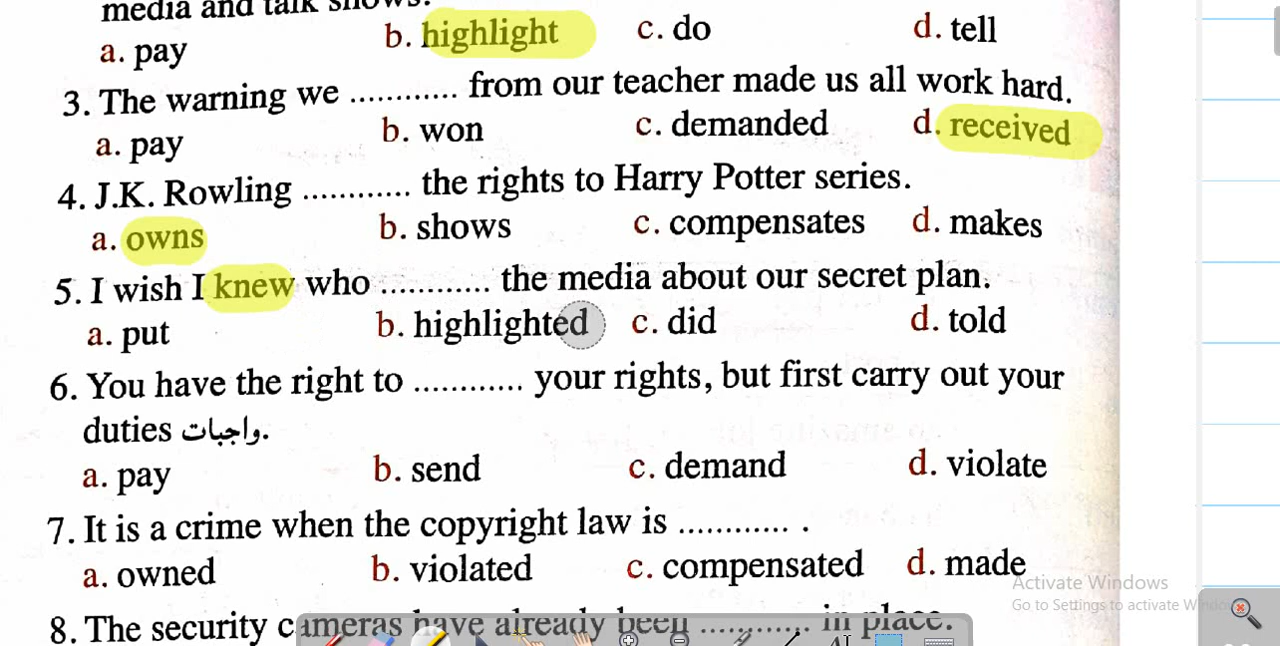 media and talk shows.
a. pay b. highlight c. do d. tell
3. The warning we ............ from our teacher made us all work hard.
a. pay b. won c. demanded d. received
4. J.K. Rowling ............ the rights to Harry Potter series.
a. owns b. shows c. compensates d. makes
5. I wish I knew who ............ the media about our secret plan.
a. put b. highlighted c. did d. told
6. You have the right to ............ your rights, but first carry out your
duties واجبات.
a. pay b. send c. demand d. violate
7. It is a crime when the copyright law is ............ .
a. owned b. violated c. compensated d. made
Activate Windows
Go to Settings to activate
8. The security cameras have already been ............ in place.